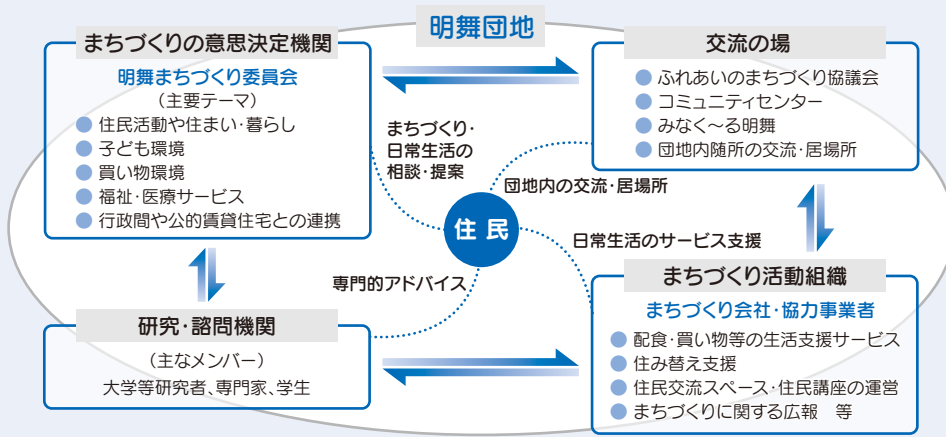 明舞団地
まちづくりの意思決定機関
明舞まちづくり委員会
(主要テーマ)
● 住民活動や住まい・暮らし
● 子ども環境
● 買い物環境
● 福祉・医療サービス
● 行政間や公的賃貸住宅との連携
交流の場
● ふれあいのまちづくり協議会
● コミュニティセンター
● みなく〜る明舞
● 団地内随所の交流・居場所
まちづくり・
日常生活の
相談・提案
団地内の交流・居場所
住民
日常生活のサービス支援
専門的アドバイス
研究・諮問機関
(主なメンバー)
大学等研究者、専門家、学生
まちづくり活動組織
まちづくり会社・協力事業者
● 配食・買い物等の生活支援サービス
● 住み替え支援
● 住民交流スペース・住民講座の運営
● まちづくりに関する広報 等